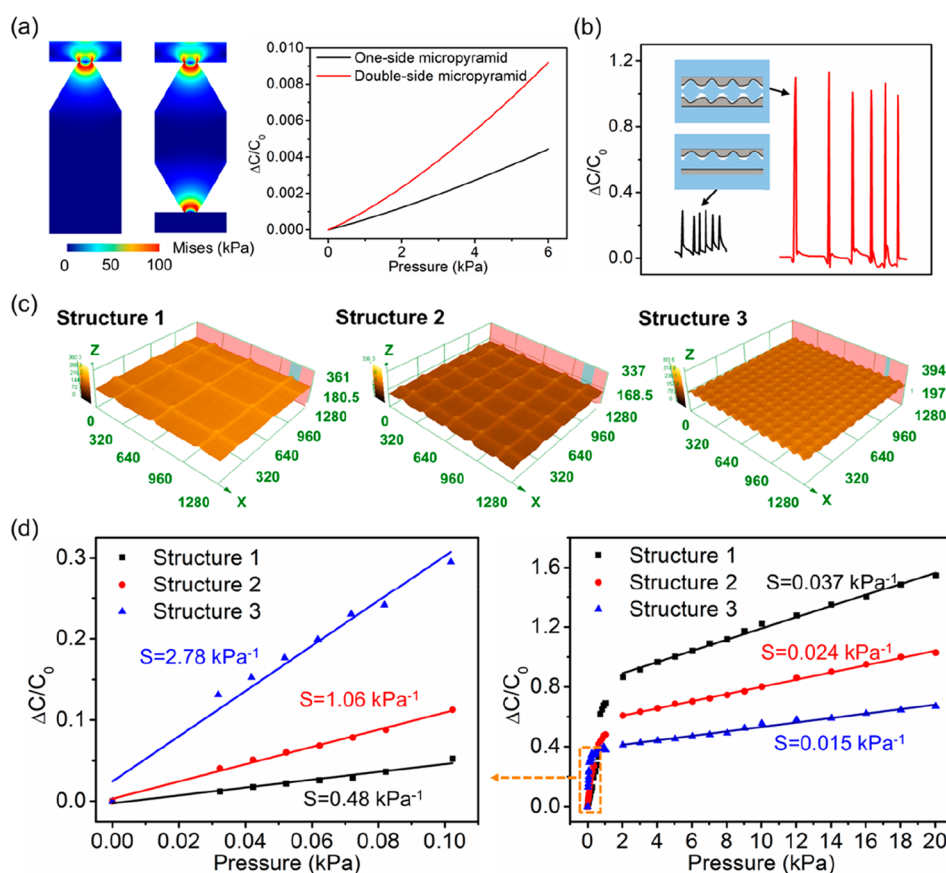 (a)
0.010
0.008
0.006
0.004
0.002
0.000
ΔC/C0
One-side micropyramid
Double-side micropyramid
0 2 4 6
Pressure (kPa)
Mises (kPa)
0 50 100
(b)
1.2
0.8
0.4
0.0
ΔC/C0
(c)
Structure 1
Z
361
180.5
1280
960
640
320
0
320
640
960
1280
X
Structure 2
Z
337
168.5
1280
960
640
320
0
320
640
960
1280
X
Structure 3
Z
394
197
1280
960
640
320
0
320
640
960
1280
X
(d)
0.3
0.2
0.1
0.0
ΔC/C0
Structure 1
Structure 2
Structure 3
S=2.78 kPa-1
S=1.06 kPa-1
S=0.48 kPa-1
0.00 0.02 0.04 0.06 0.08 0.10
Pressure (kPa)
1.6
1.2
0.8
0.4
0.0
ΔC/C0
Structure 1
Structure 2
Structure 3
S=0.037 kPa-1
S=0.024 kPa-1
S=0.015 kPa-1
0 2 4 6 8 10 12 14 16 18 20
Pressure (kPa)